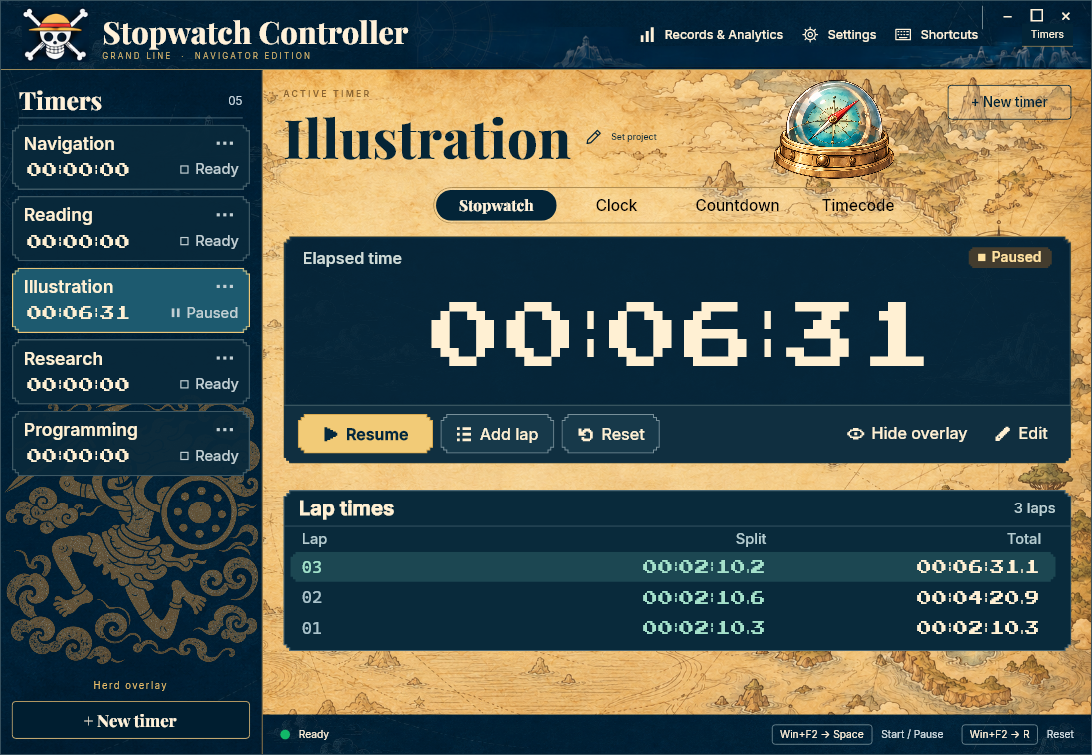 Stopwatch Controller
GRAND LINE · NAVIGATOR EDITION
Records & Analytics
Settings
Shortcuts
Timers
Timers
05
Navigation
00:00:00
Ready
Reading
00:00:00
Ready
Illustration
00:06:31
Paused
Research
00:00:00
Ready
Programming
00:00:00
Ready
Herd overlay
+ New timer
ACTIVE TIMER
Illustration
Set project
+ New timer
Stopwatch
Clock
Countdown
Timecode
Elapsed time
Paused
00:06:31
Resume
Add lap
Reset
Hide overlay
Edit
Lap times
3 laps
Lap Split Total
03 00:02:10.2 00:06:31.1
02 00:02:10.6 00:04:20.9
01 00:02:10.3 00:02:10.3
Ready
Win+F2 → Space
Start / Pause
Win+F2 → R
Reset